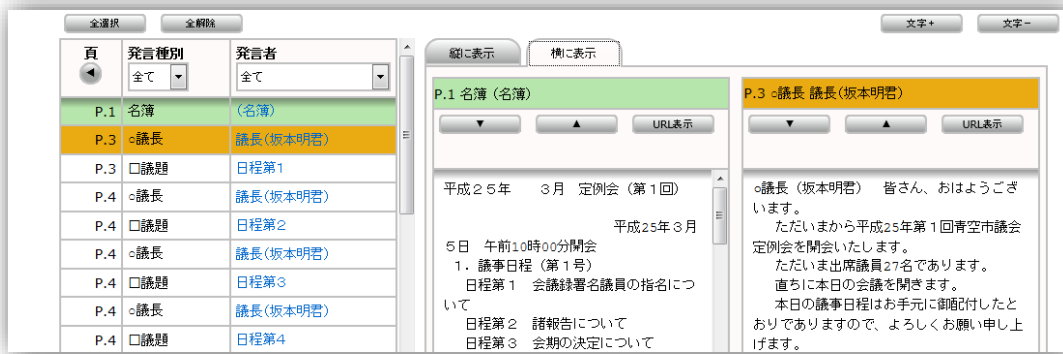 全選択 全解除 文字+ 文字-
頁 発言種別 発言者
全て 全て
P.1 名簿 (名簿)
P.3 ○議長 議長(坂本明君)
P.3 □議題 日程第1
P.4 ○議長 議長(坂本明君)
P.4 □議題 日程第2
P.4 ○議長 議長(坂本明君)
P.4 □議題 日程第3
P.4 ○議長 議長(坂本明君)
P.4 □議題 日程第4
縦に表示 横に表示
P.1 名簿 (名簿)
▼ ▲ URL表示
平成25年 3月 定例会(第1回)
平成25年3月
5日 午前10時00分開会
1.議事日程(第1号)
日程第1 会議録署名議員の指名につ
いて
日程第2 諸報告について
日程第3 会期の決定について
P.3 ○議長 議長(坂本明君)
▼ ▲ URL表示
○議長(坂本明君) 皆さん、おはようござ
います。
ただいまから平成25年第1回青空市議会
定例会を開会いたします。
ただいま出席議員27名であります。
直ちに本日の会議を開きます。
本日の議事日程はお手元に御配付したと
おりでありますので、よろしくお願い申し上
げます。